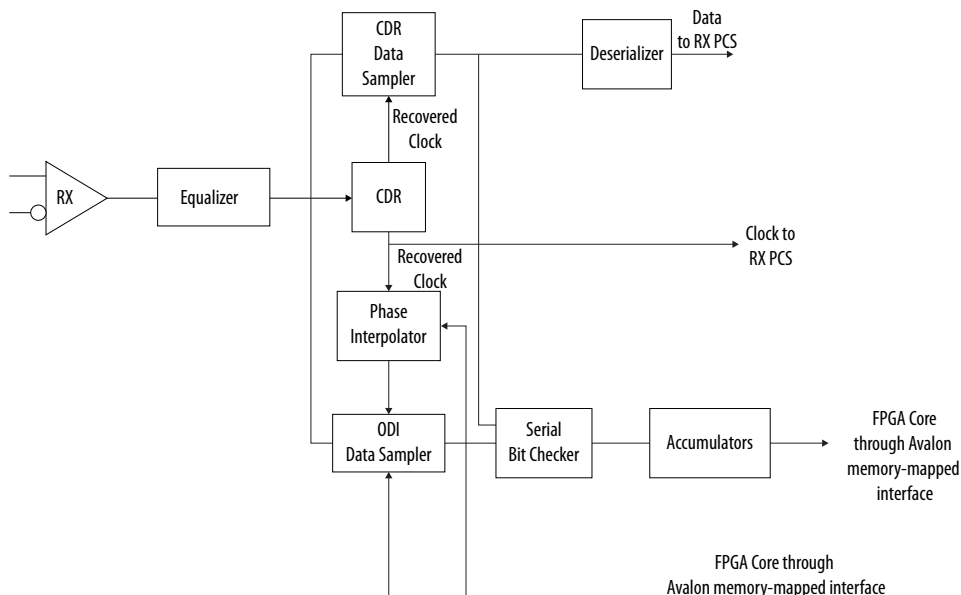 CDR
Data
Sampler
Deserializer
Data
to RX PCS
Recovered
Clock
RX
Equalizer
CDR
Clock to
RX PCS
Recovered
Clock
Phase
Interpolator
ODI
Data Sampler
Serial
Bit Checker
Accumulators
FPGA Core
through Avalon
memory-mapped
interface
FPGA Core through
Avalon memory-mapped interface